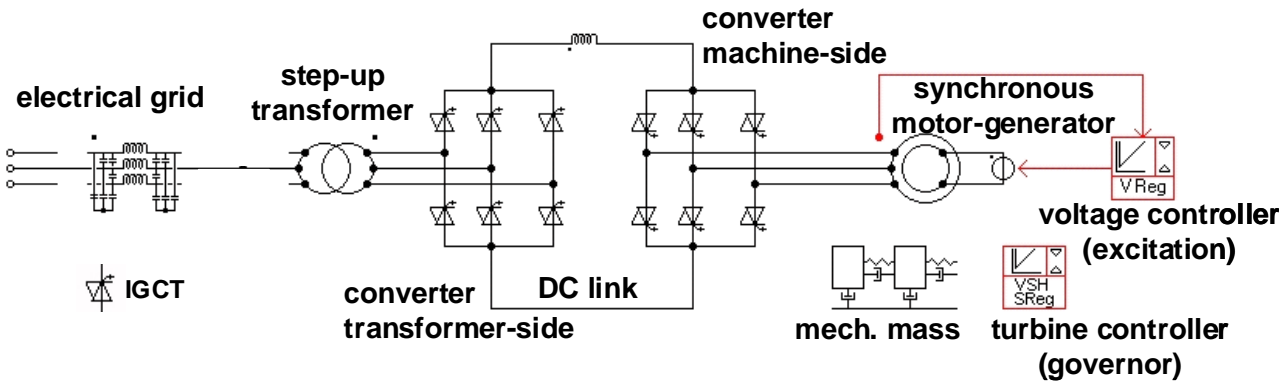 converter
machine-side
step-up
transformer
electrical grid
synchronous
motor-generator
V Reg
voltage controller
(excitation)
IGCT
converter
transformer-side
DC link
VSH
SReg
mech. mass
turbine controller
(governor)